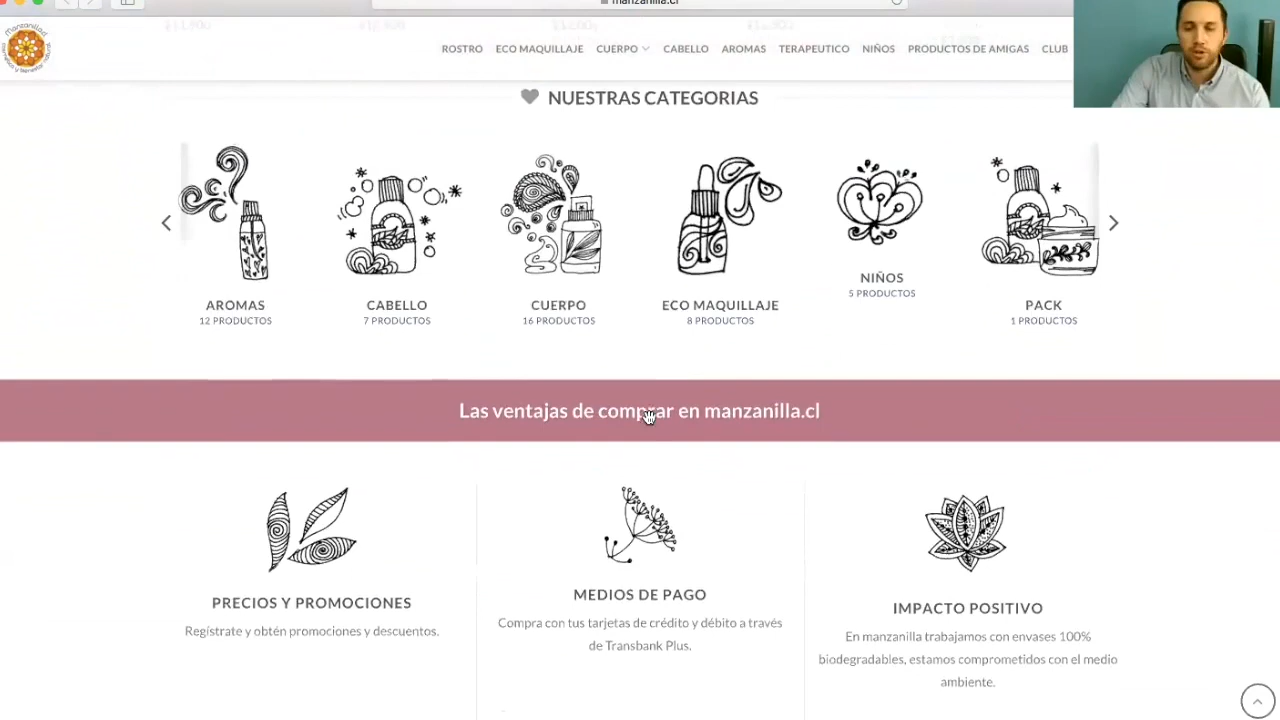 manzanilla.cl
Manzanillad
ROSTRO ECO MAQUILLAJE CUERPO CABELLO AROMAS TERAPEUTICO NIÑOS PRODUCTOS DE AMIGAS CLUB
NUESTRAS CATEGORIAS
AROMAS
12 PRODUCTOS
CABELLO
7 PRODUCTOS
CUERPO
16 PRODUCTOS
ECO MAQUILLAJE
8 PRODUCTOS
NIÑOS
5 PRODUCTOS
PACK
1 PRODUCTOS
Las ventajas de comprar en manzanilla.cl
PRECIOS Y PROMOCIONES
Regístrate y obtén promociones y descuentos.
MEDIOS DE PAGO
Compra con tus tarjetas de crédito y débito a través
de Transbank Plus.
IMPACTO POSITIVO
En manzanilla trabajamos con envases 100%
biodegradables, estamos comprometidos con el medio
ambiente.